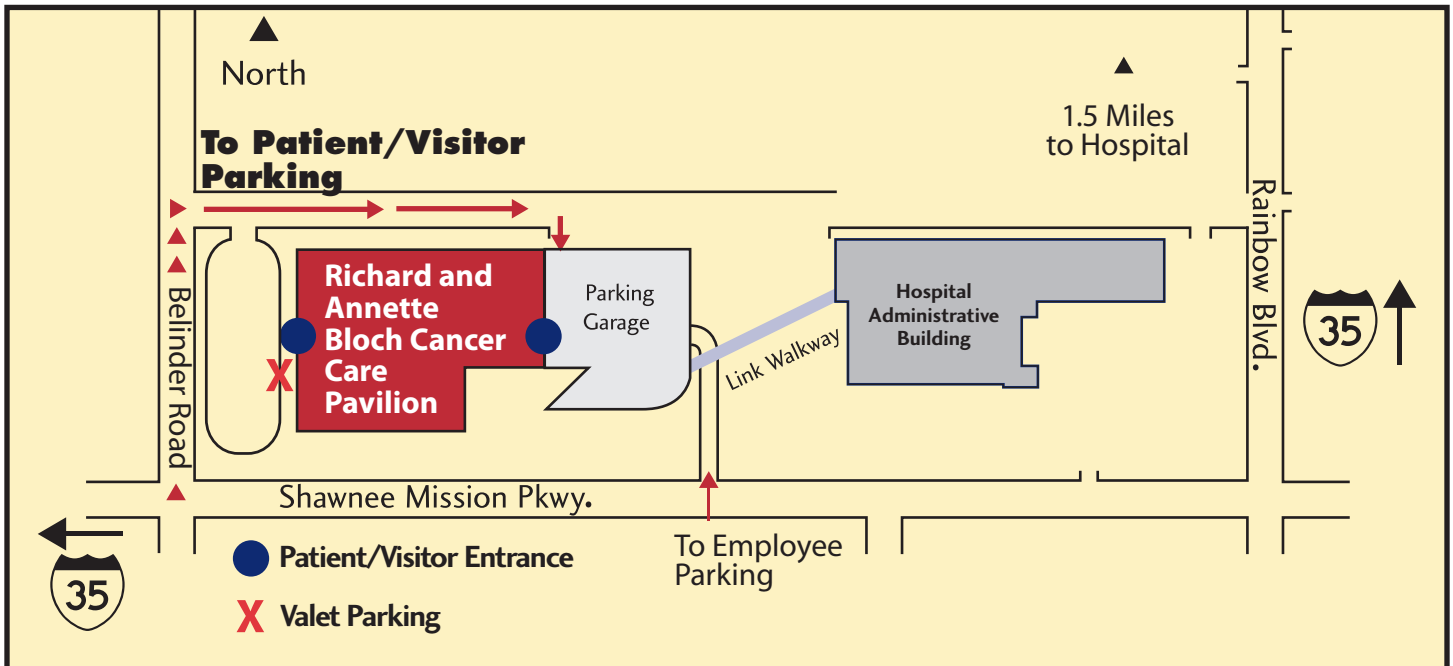 North
1.5 Miles
to Hospital
To Patient/Visitor
Parking
Rainbow Blvd.
Richard and
Annette
Bloch Cancer
Care
Pavilion
Parking
Garage
Hospital
Administrative
Building
35
Link Walkway
Belinder Road
Shawnee Mission Pkwy.
To Employee
Parking
35
Patient/Visitor Entrance
X
X Valet Parking